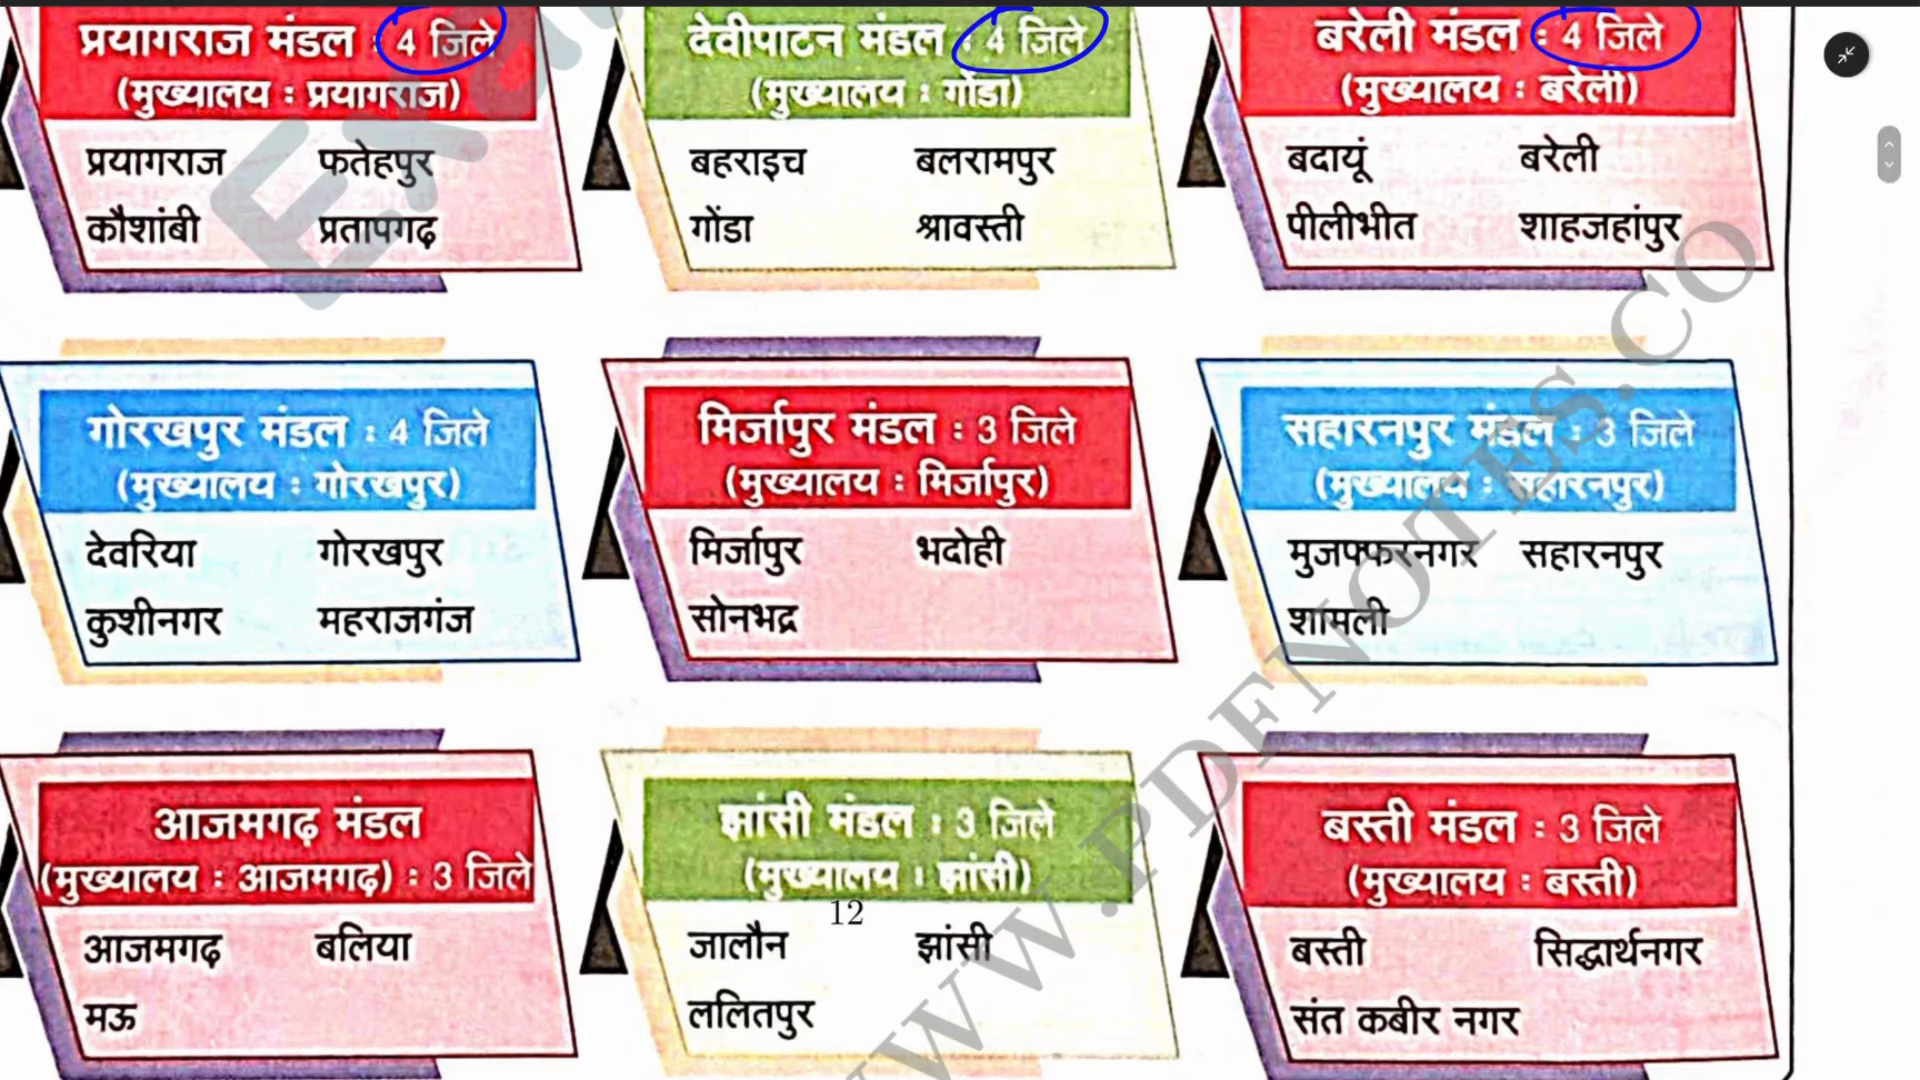 प्रयागराज मंडल : 4 जिले
(मुख्यालय : प्रयागराज)
प्रयागराज फतेहपुर
कौशांबी प्रतापगढ़
देवीपाटन मंडल : 4 जिले
(मुख्यालय : गोंडा)
बहराइच बलरामपुर
गोंडा श्रावस्ती
बरेली मंडल : 4 जिले
(मुख्यालय : बरेली)
बदायूं बरेली
पीलीभीत शाहजहांपुर
गोरखपुर मंडल : 4 जिले
(मुख्यालय : गोरखपुर)
देवरिया गोरखपुर
कुशीनगर महराजगंज
मिर्जापुर मंडल : 3 जिले
(मुख्यालय : मिर्जापुर)
मिर्जापुर भदोही
सोनभद्र
सहारनपुर मंडल : 3 जिले
(मुख्यालय : सहारनपुर)
मुजफ्फरनगर सहारनपुर
शामली
आजमगढ़ मंडल
(मुख्यालय : आजमगढ़) : 3 जिले
आजमगढ़ बलिया
मऊ
झांसी मंडल : 3 जिले
(मुख्यालय : झांसी)
जालौन झांसी
ललितपुर
बस्ती मंडल : 3 जिले
(मुख्यालय : बस्ती)
बस्ती सिद्धार्थनगर
संत कबीर नगर
12
WW.PDFNOTES.CO